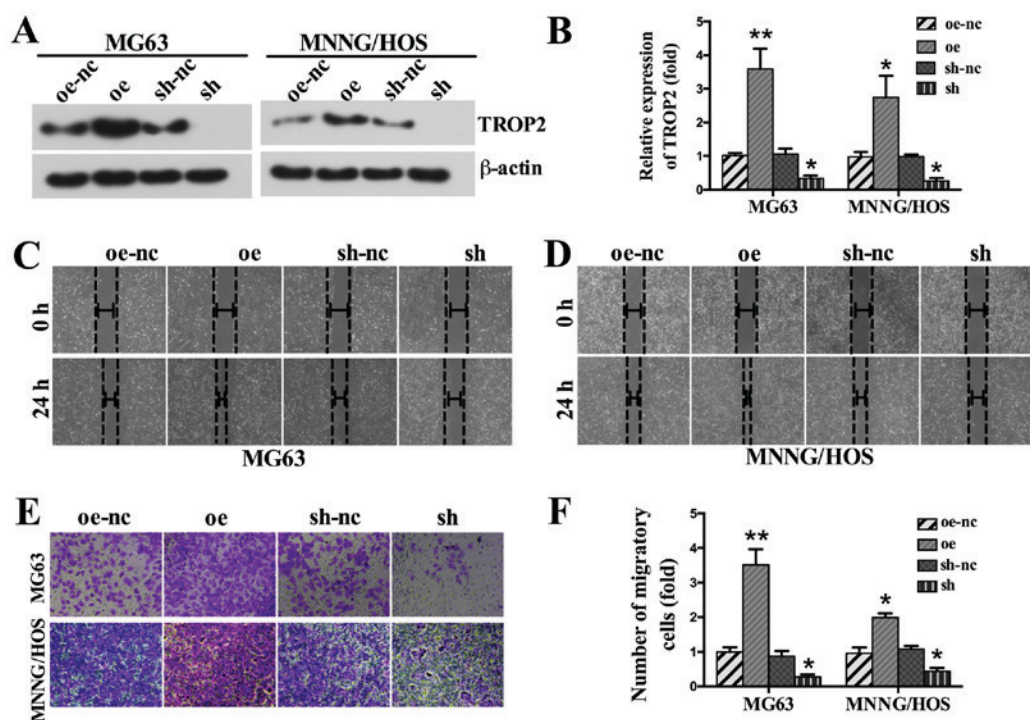 A
MG63
MNNG/HOS
oe-nc
oe
sh-nc
sh
oe-nc
oe
sh-nc
sh
TROP2
β-actin
B
Relative expression
of TROP2 (fold)
5
4
3
2
1
0
**
*
*
*
MG63
MNNG/HOS
oe-nc
oe
sh-nc
sh
C
oe-nc
oe
sh-nc
sh
0 h
24 h
MG63
D
oe-nc
oe
sh-nc
sh
0 h
24 h
MNNG/HOS
E
oe-nc
oe
sh-nc
sh
MG63
MNNG/HOS
F
Number of migratory
cells (fold)
5
4
3
2
1
0
**
*
*
*
MG63
MNNG/HOS
oe-nc
oe
sh-nc
sh